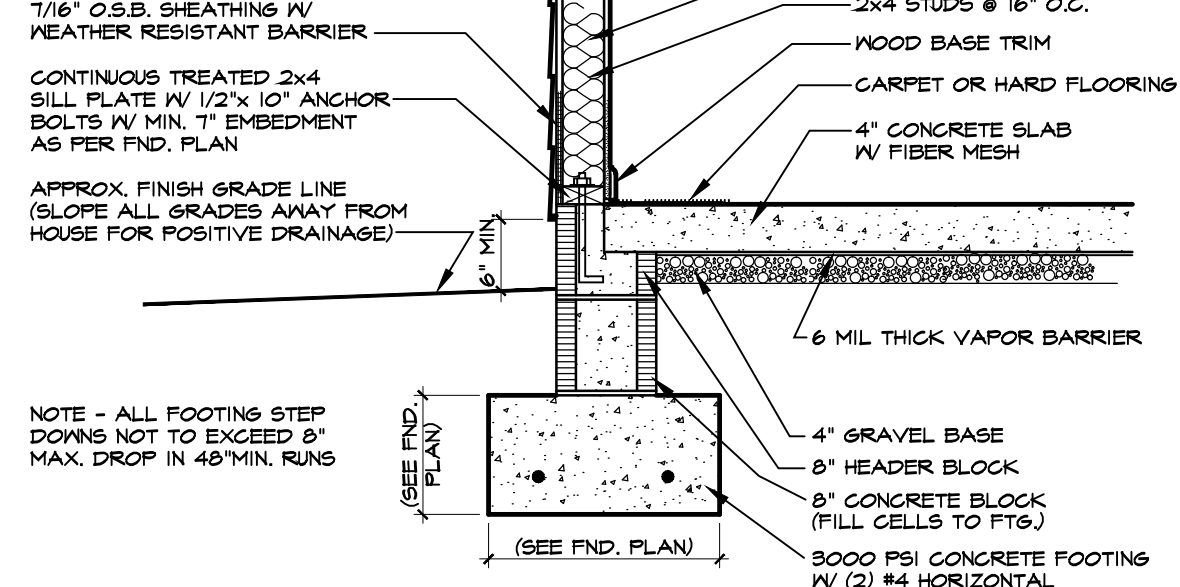 7/16" O.S.B. SHEATHING W/
WEATHER RESISTANT BARRIER
CONTINUOUS TREATED 2x4
SILL PLATE W/ 1/2"x 10" ANCHOR
BOLTS W/ MIN. 7" EMBEDMENT
AS PER FND. PLAN
APPROX. FINISH GRADE LINE
(SLOPE ALL GRADES AWAY FROM
HOUSE FOR POSITIVE DRAINAGE)
6" MIN.
NOTE - ALL FOOTING STEP
DOWNS NOT TO EXCEED 8"
MAX. DROP IN 48"MIN. RUNS
(SEE FND.
PLAN)
(SEE FND. PLAN)
2x4 STUDS @ 16" O.C.
WOOD BASE TRIM
CARPET OR HARD FLOORING
4" CONCRETE SLAB
W/ FIBER MESH
6 MIL THICK VAPOR BARRIER
4" GRAVEL BASE
8" HEADER BLOCK
8" CONCRETE BLOCK
(FILL CELLS TO FTG.)
3000 PSI CONCRETE FOOTING
W/ (2) #4 HORIZONTAL